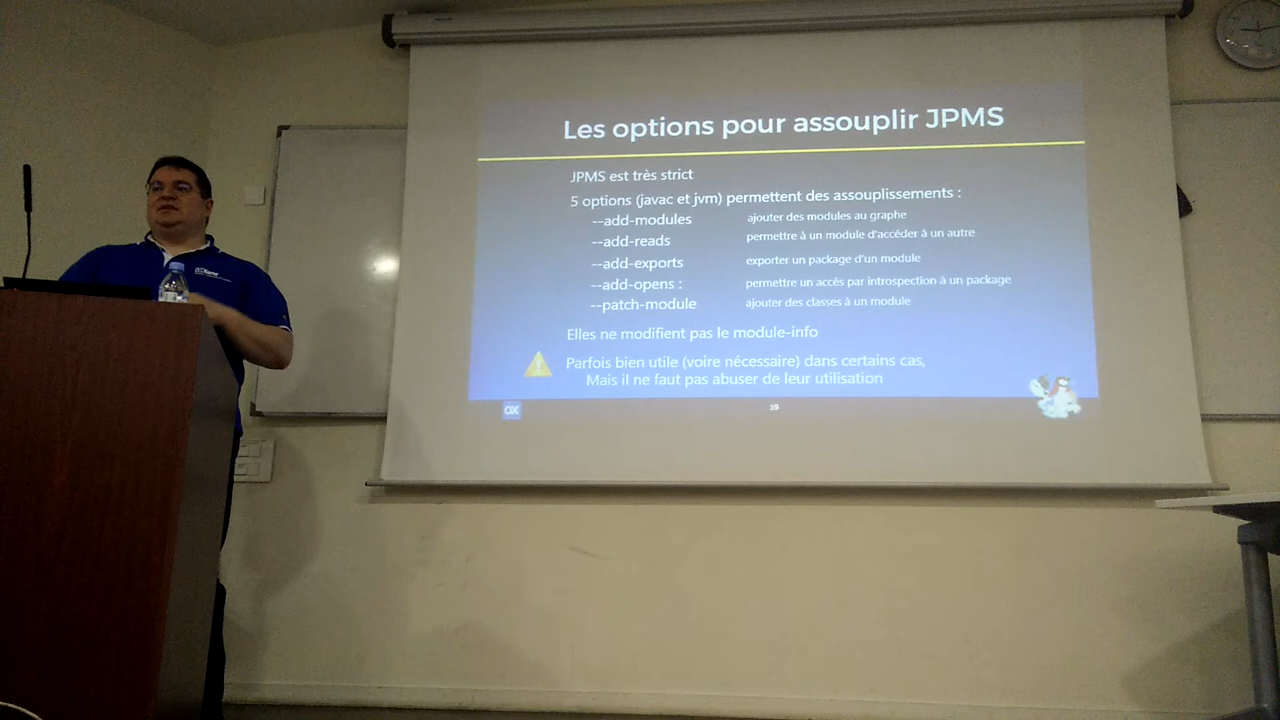 Les options pour assouplir JPMS
JPMS est très strict
5 options (javac et jvm) permettent des assouplissements :
--add-modules ajouter des modules au graphe
--add-reads permettre à un module d'accéder à un autre
--add-exports exporter un package d'un module
--add-opens : permettre un accès par introspection à un package
--patch-module ajouter des classes à un module
Elles ne modifient pas le module-info
Parfois bien utile (voire nécessaire) dans certains cas,
Mais il ne faut pas abuser de leur utilisation
39